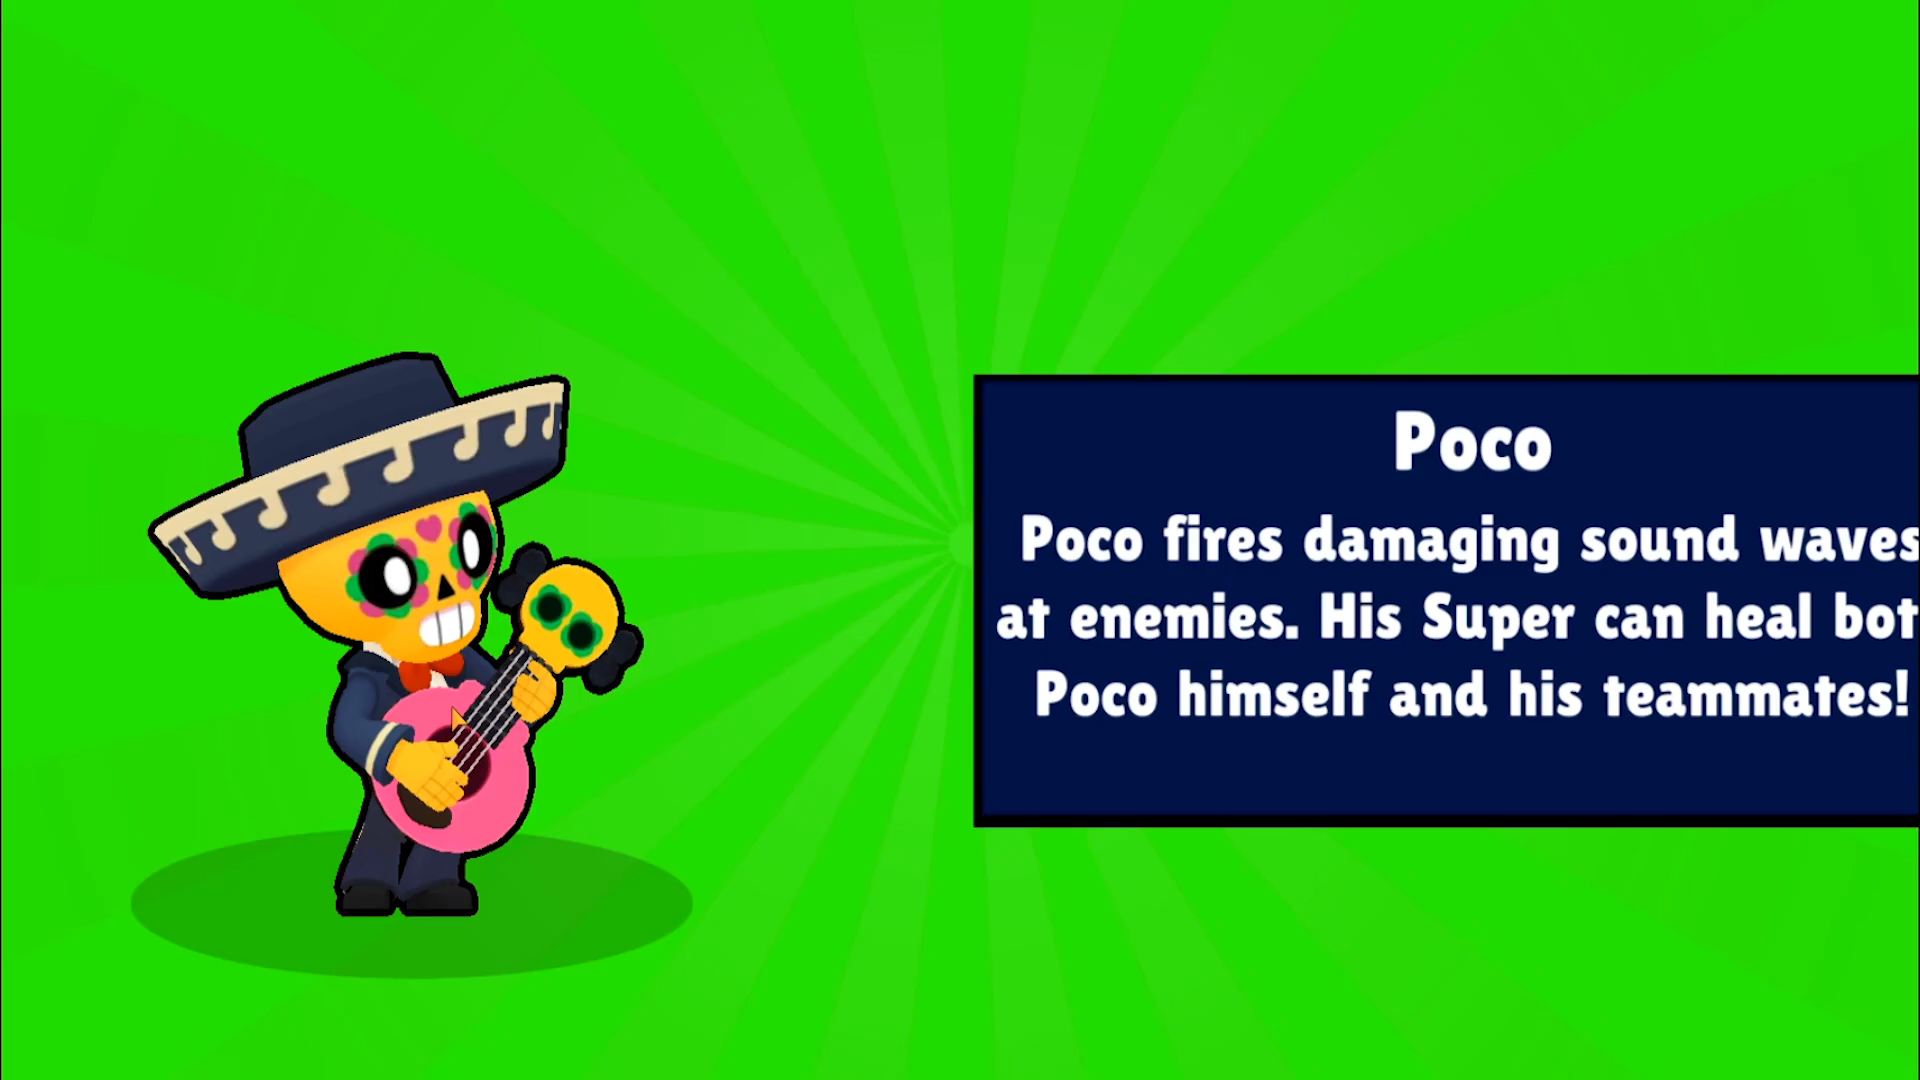 Poco
Poco fires damaging sound waves
at enemies. His Super can heal bot
Poco himself and his teammates!